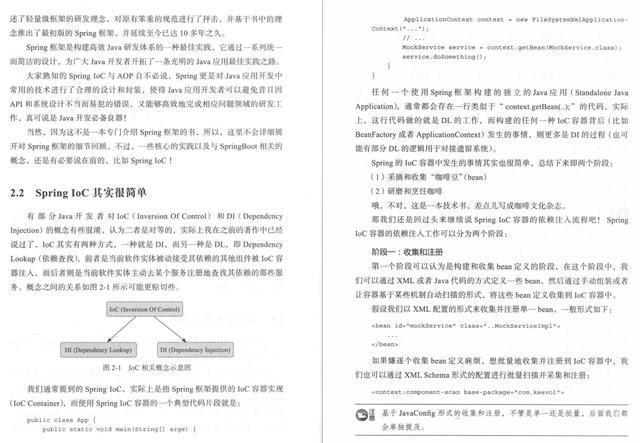 述了轻量级框架的研发理念，对原有笨重的规范进行了抨击，并基于书中的理
念推出了最初版的 Spring 框架，并延续至今已达 10 多年之久。
Spring 框架是构建高效 Java 研发体系的一种最佳实践，它通过一系列统一
而简洁的设计，为广大 Java 开发者开拓了一条光明的 Java 应用最佳实践之路。
大家熟知的 Spring IoC 与 AOP 自不必说，Spring 更是对 Java 应用开发中
常用的技术进行了合理的设计和封装，使得 Java 应用开发者可以避免昔日因
API 和系统设计不当而易犯的错误，又能够高效地完成相应问题领域的研发工
作，真可说是 Java 开发必备良器！
当然，因为这不是一本专门介绍 Spring 框架的书，所以，这里不会详细展
开对 Spring 框架的细节回顾。不过，一些核心的实践以及与 SpringBoot 相关的
概念，还是有必要说在前的，比如 Spring IoC！
2.2 Spring IoC 其实很简单
有部分 Java 开发者对 IoC（Inversion Of Control）和 DI（Dependency
Injection）的概念有些混淆，认为二者是对等的，实际上我在之前的著作中已经
说过了，IoC 其实有两种方式，一种就是 DI，而另一种是 DL，即 Dependency
Lookup（依赖查找），前者是当前软件实体被动接受其依赖的其他组件被 IoC 容
器注入，而后者则是当前软件实体主动去某个服务注册地查找其依赖的那些服
务，概念之间的关系如图 2-1 所示可能更贴切些。
IoC (Inversion Of Control)
DI (Dependency Lookup)
DI (Dependency Injection)
图 2-1 IoC 相关概念示意图
我们通常提到的 Spring IoC，实际上是指 Spring 框架提供的 IoC 容器实现
(IoC Container)，而使用 Spring IoC 容器的一个典型代码片段就是：
public class App {
public static void main(String[] args) {
ApplicationContext context = new FileSystemXmlApplication-
Context("...");
// ...
MockService service = context.getBean(MockService.class);
service.doSomething();
}
}
任何一个使用 Spring 框架构建的独立的 Java 应用（Standalone Java
Application），通常都会存在一行类似于“context.getBean(..);”的代码，实际
上，这行代码做的就是 DL 的工作，而构建的任何一种 IoC 容器背后（比如
BeanFactory 或者 ApplicationContext）发生的事情，则更多是 DI 的过程（也可
能有部分 DL 的逻辑用于对接遗留系统）。
Spring 的 IoC 容器中发生的事情其实也很简单，总结下来即两个阶段：
（1）采摘和收集“咖啡豆”（bean）
（2）研磨和烹饪咖啡
哦，不对，这是一本技术书，差点儿写成咖啡文化杂志。
那我们还是回过头来继续说 Spring IoC 容器的依赖注入流程吧！Spring
IoC 容器的依赖注入工作可以分为两个阶段：
阶段一：收集和注册
第一个阶段可以认为是构建和收集 bean 定义的阶段，在这个阶段中，我
们可以通过 XML 或者 Java 代码的方式定义一些 bean，然后通过手动组装或者
让容器基于某些机制自动扫描的形式，将这些 bean 定义收集到 IoC 容器中。
假设我们以 XML 配置的形式来收集并注册单一 bean，一般形式如下：
<bean id="mockService" class="..MockServiceImpl">
...
</bean>
如果嫌逐个收集 bean 定义麻烦，想批量地收集并注册到 IoC 容器中，我
们也可以通过 XML Schema 形式的配置进行批量扫描并采集和注册：
<context:component-scan base-package="com.keevol">
注意 基于 JavaConfig 形式的收集和注册，不管是单一还是批量，后面我们都
会单独提及。